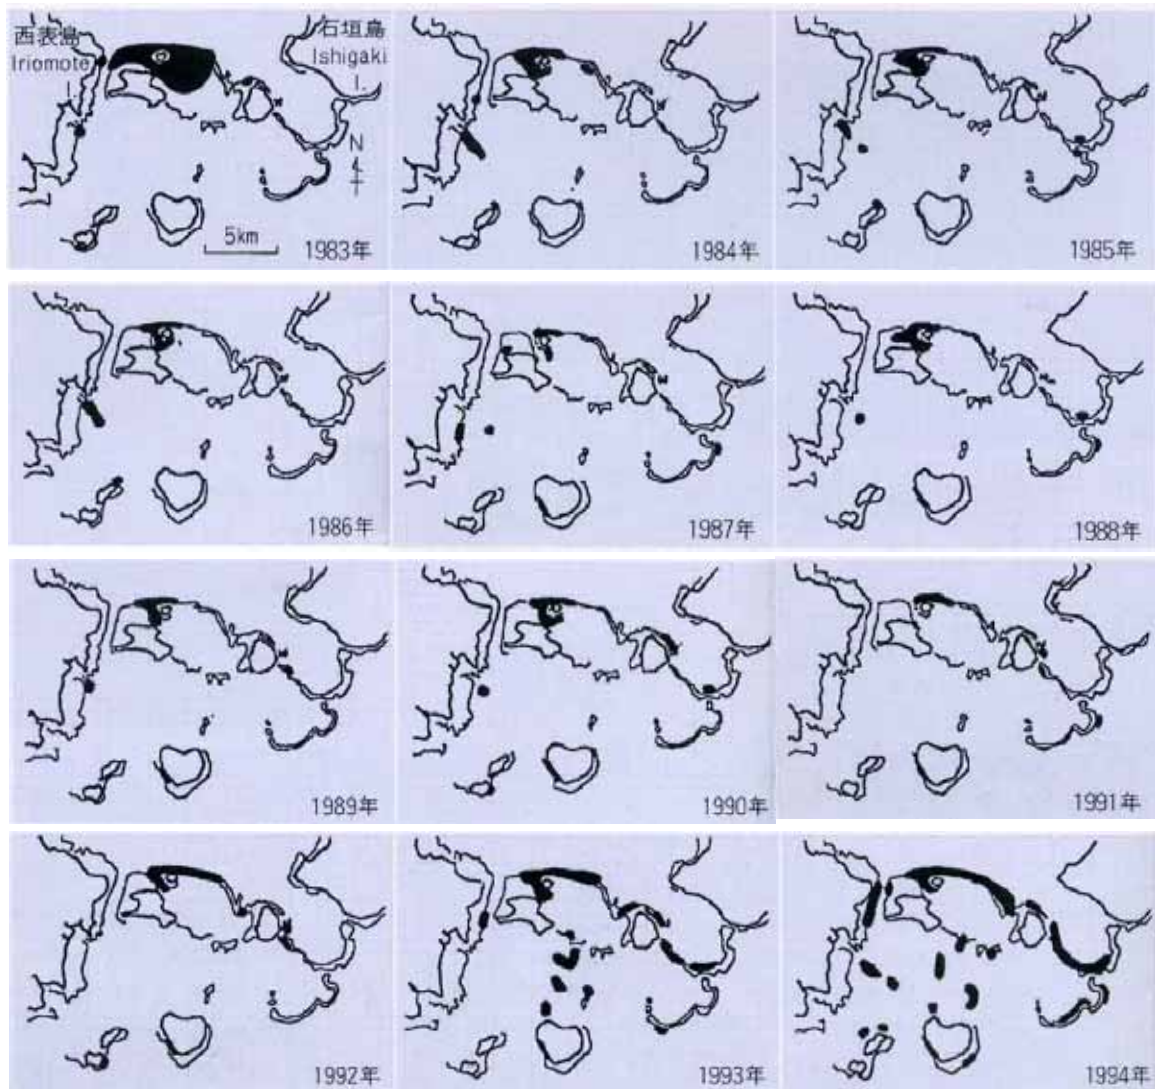 西表島
Iriomote
I.
石垣島
Ishigaki
I.
N
5km
1983年
1984年
1985年
1986年
1987年
1988年
1989年
1990年
1991年
1992年
1993年
1994年